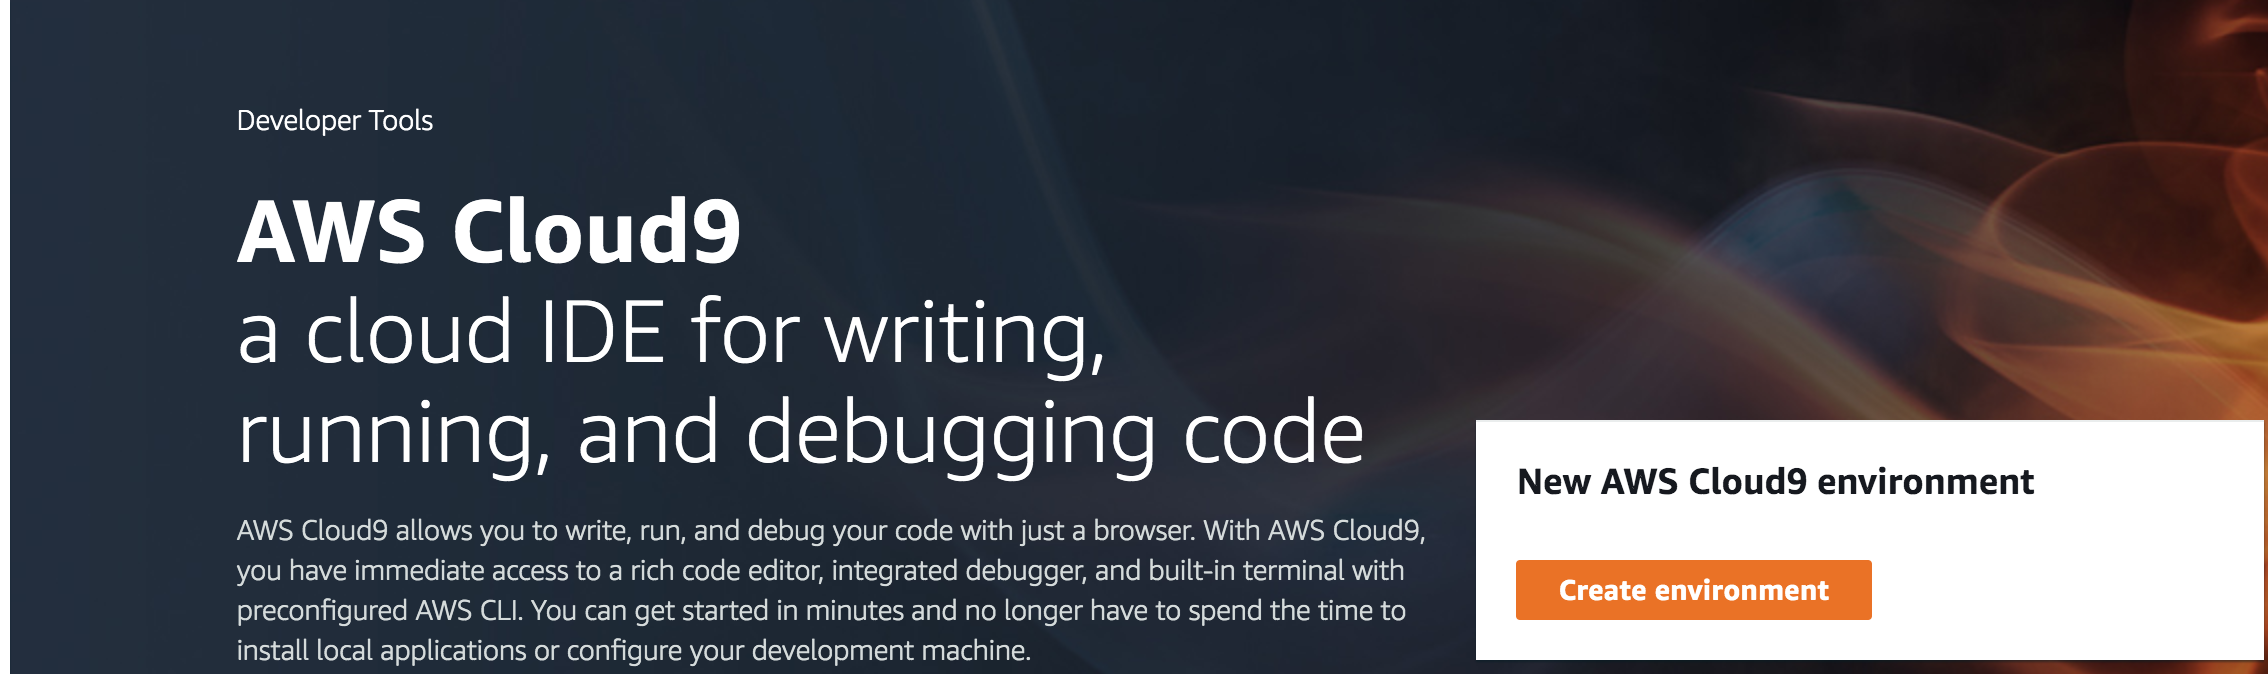 Developer Tools
AWS Cloud9
a cloud IDE for writing,
running, and debugging code
AWS Cloud9 allows you to write, run, and debug your code with just a browser. With AWS Cloud9,
you have immediate access to a rich code editor, integrated debugger, and built-in terminal with
preconfigured AWS CLI. You can get started in minutes and no longer have to spend the time to
install local applications or configure your development machine.
New AWS Cloud9 environment
Create environment